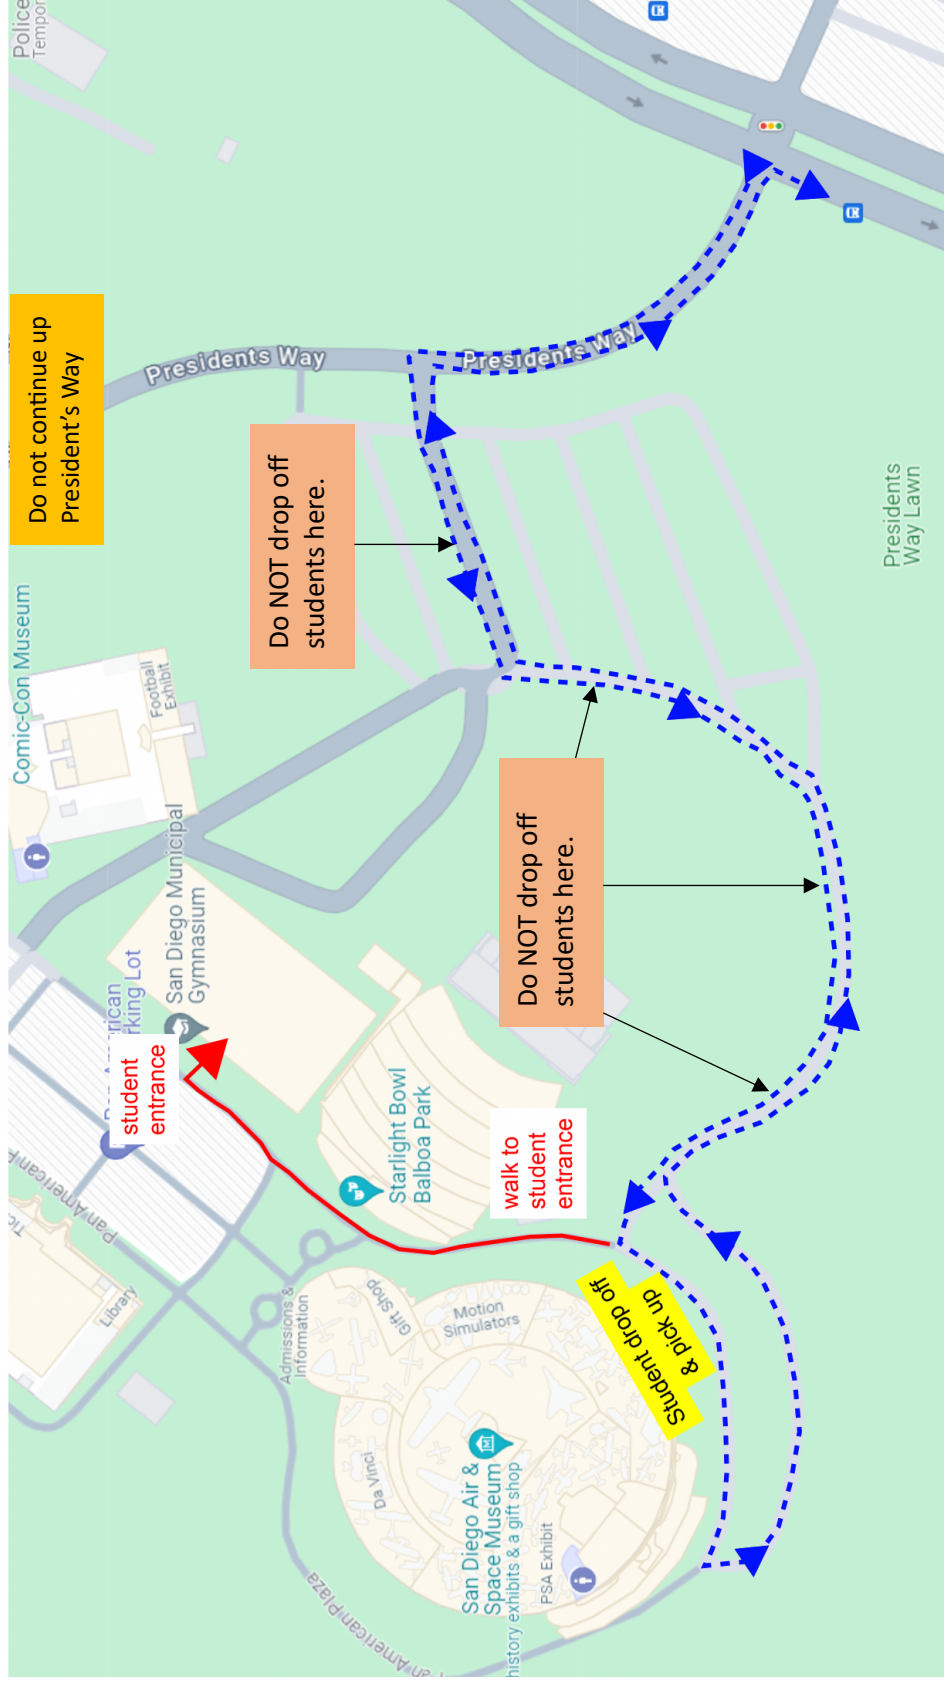 Police
Tempor
Do not continue up
President’s Way
Presidents Way
Presidents Way
Do NOT drop off
students here.
Presidents
Way Lawn
Comic-Con Museum
Football
Exhibit
San Diego Municipal
Gymnasium
Do NOT drop off
students here.
Pan American
rking Lot
student
entrance
Starlight Bowl
Balboa Park
walk to
student
entrance
Pan American P
Library
Admissions &
Information
Gift Shop
Motion
Simulators
Student drop off
& pick up
Da Vinci
San Diego Air &
Space Museum
history exhibits & a gift shop
PSA Exhibit
an American Plaza